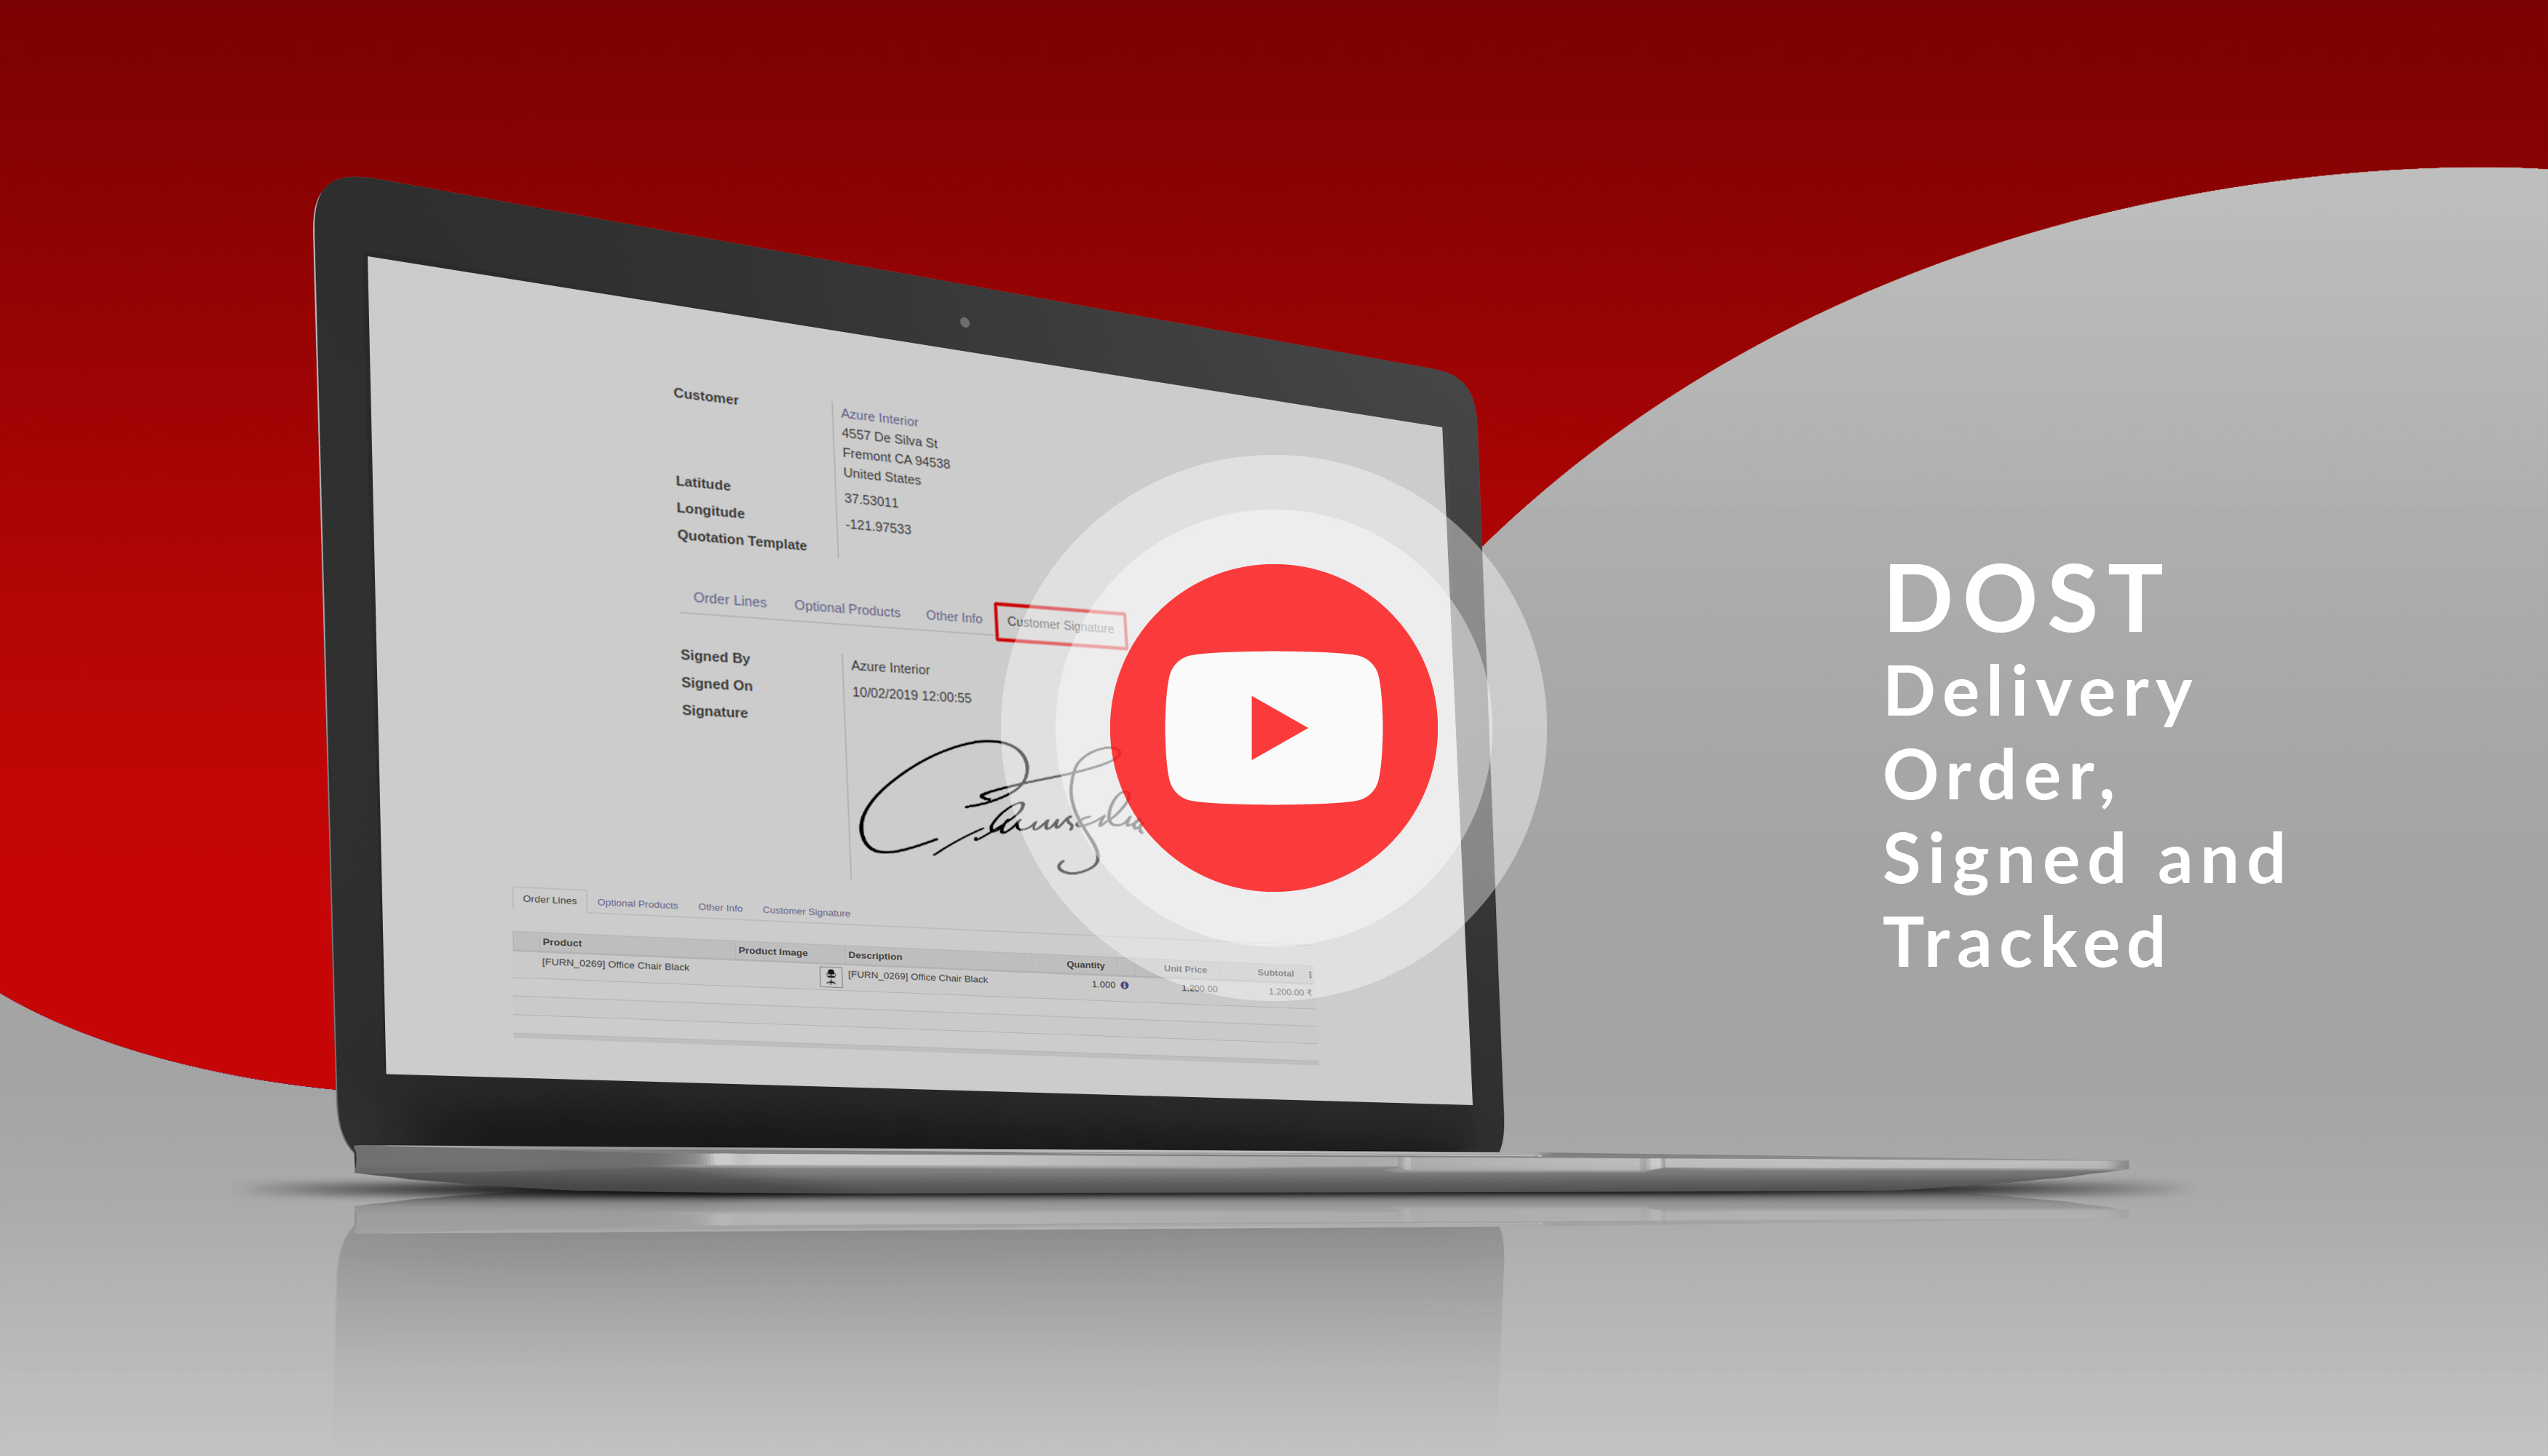 Customer
Azure Interior
4557 De Silva St
Fremont CA 94538
United States
Latitude 37.53011
Longitude -121.97533
Quotation Template
Order Lines Optional Products Other Info Customer Signature
Signed By Azure Interior
Signed On 10/02/2019 12:00:55
Signature
Order Lines Optional Products Other Info Customer Signature
Product Product Image Description Quantity Unit Price Subtotal
[FURN_0269] Office Chair Black [FURN_0269] Office Chair Black 1.000 1,200.00 1,200.00 ₹
DOST
Delivery
Order,
Signed and
Tracked